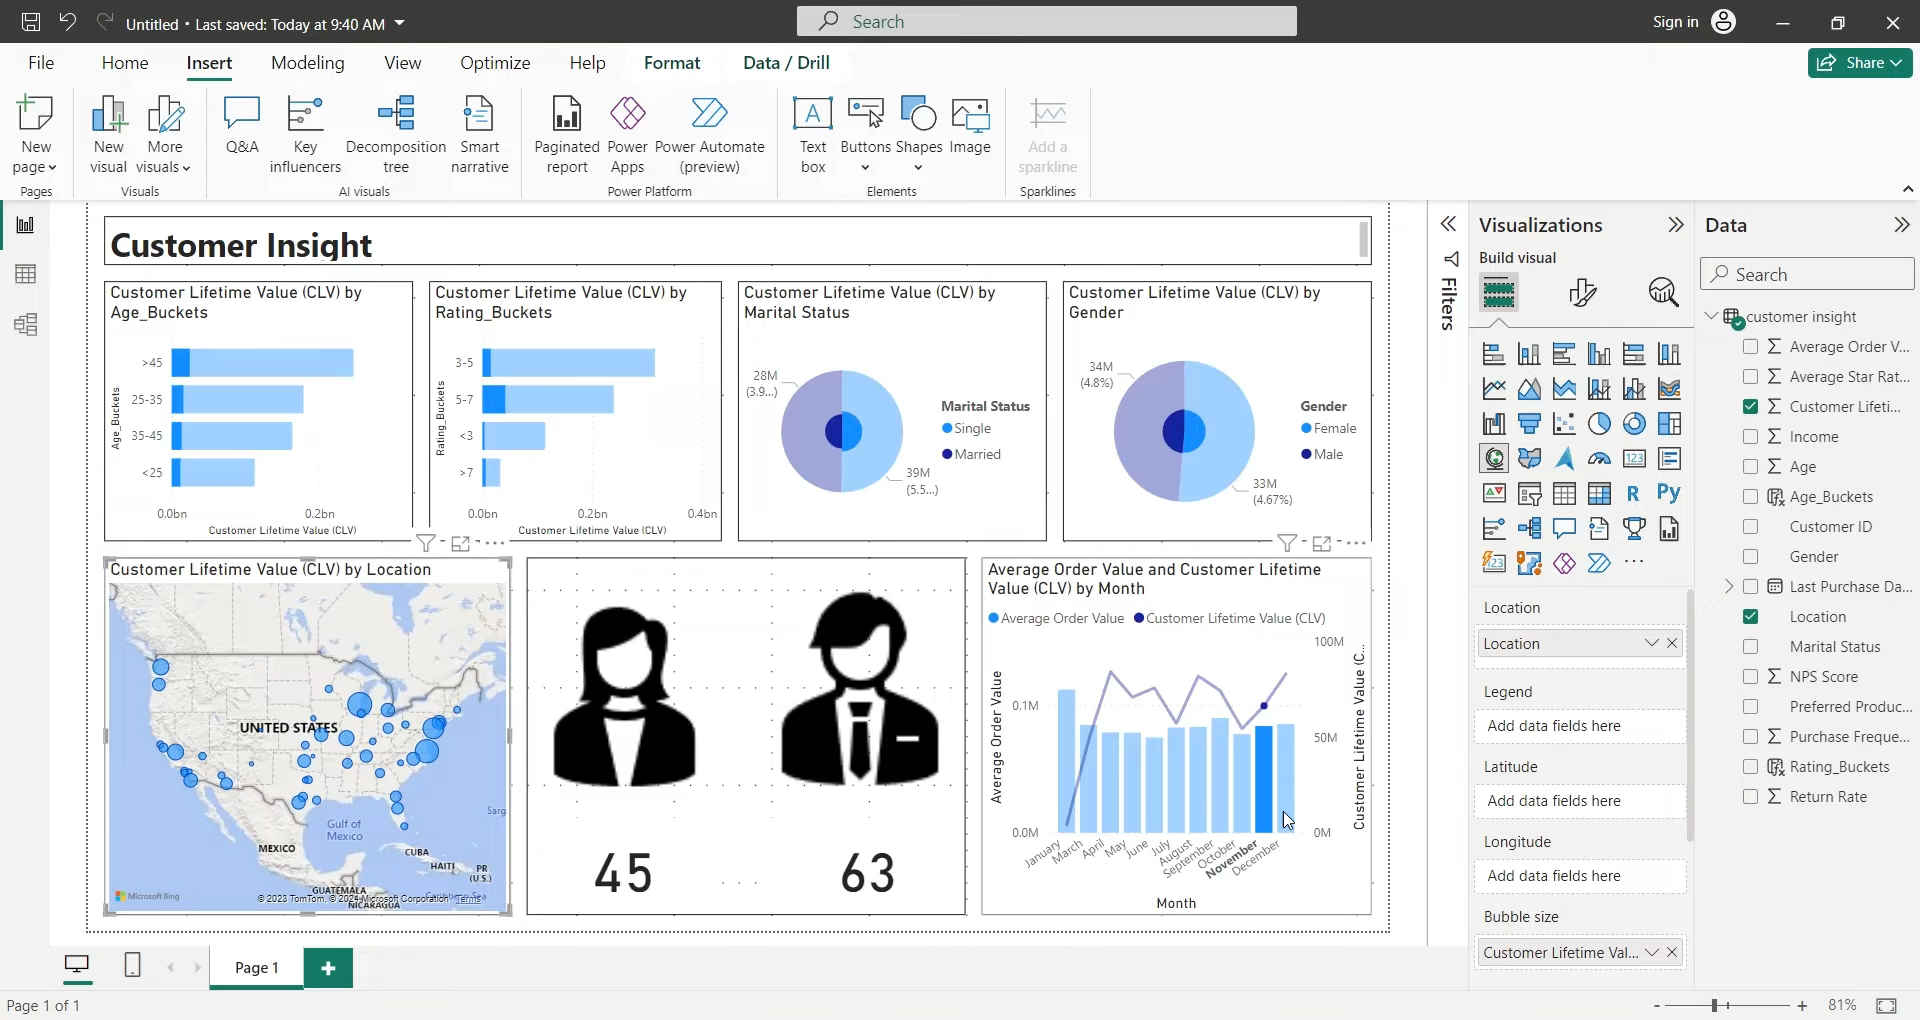 Untitled • Last saved: Today at 9:40 AM
Search
Sign in
File
Home
Insert
Modeling
View
Optimize
Help
Format
Data / Drill
Share
New page
New visual
More visuals
Q&A
Key influencers
Decomposition tree
Smart narrative
Paginated report
Power Apps
Power Automate (preview)
Text box
Buttons
Shapes
Image
Add a sparkline
Pages
Visuals
AI visuals
Power Platform
Elements
Sparklines
Customer Insight
Customer Lifetime Value (CLV) by
Age_Buckets
Age_Buckets
>45
25-35
35-45
<25
0.0bn
0.2bn
Customer Lifetime Value (CLV)
Customer Lifetime Value (CLV) by
Rating_Buckets
Rating_Buckets
3-5
5-7
<3
>7
0.0bn
0.2bn
0.4bn
Customer Lifetime Value (CLV)
Customer Lifetime Value (CLV) by
Marital Status
28M
(3.9...)
39M
(5.5...)
Marital Status
Single
Married
Customer Lifetime Value (CLV) by
Gender
34M
(4.8%)
33M
(4.67%)
Gender
Female
Male
Customer Lifetime Value (CLV) by Location
UNITED STATES
MEXICO
Gulf of
Mexico
CUBA
HAITI
PR
(U.S.)
Sarg
GUATEMALA
NICARAGUA
Caribbean Sea
Microsoft Bing
© 2023 TomTom, © 2024 Microsoft Corporation Terms
45
63
Average Order Value and Customer Lifetime
Value (CLV) by Month
Average Order Value
Customer Lifetime Value (CLV)
Average Order Value
0.1M
0.0M
100M
50M
0M
Customer Lifetime Value (C...
January
March
April
May
June
July
August
September
October
November
December
Month
Filters
Visualizations
Build visual
123
R
Py
123
Location
Location
Legend
Add data fields here
Latitude
Add data fields here
Longitude
Add data fields here
Bubble size
Customer Lifetime Val...
Data
Search
customer insight
Average Order V...
Average Star Rat...
Customer Lifeti...
Income
Age
Age_Buckets
Customer ID
Gender
Last Purchase Da...
Location
Marital Status
NPS Score
Preferred Produc...
Purchase Freque...
Rating_Buckets
Return Rate
Page 1
Page 1 of 1
81%